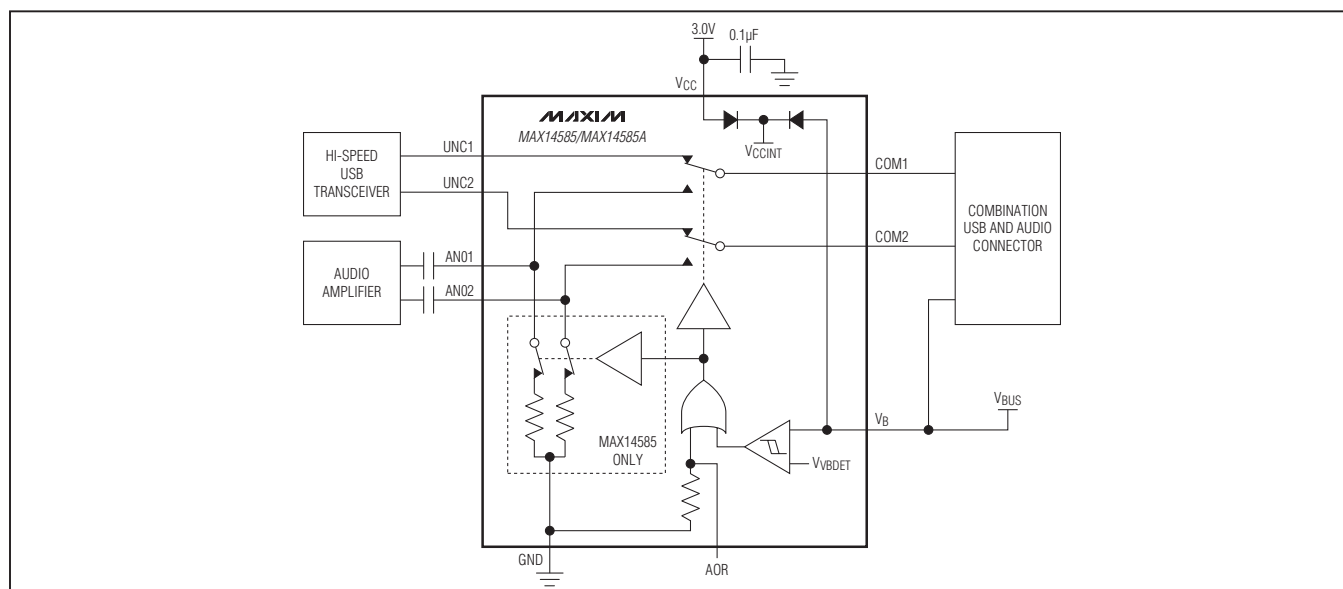 3.0V
0.1µF
VCC
MAXIM
MAX14585/MAX14585A
VCCINT
HI-SPEED
USB
TRANSCEIVER
UNC1
UNC2
COM1
COM2
COMBINATION
USB AND AUDIO
CONNECTOR
AUDIO
AMPLIFIER
AN01
AN02
MAX14585
ONLY
VB
VBUS
VVBDET
GND
AOR